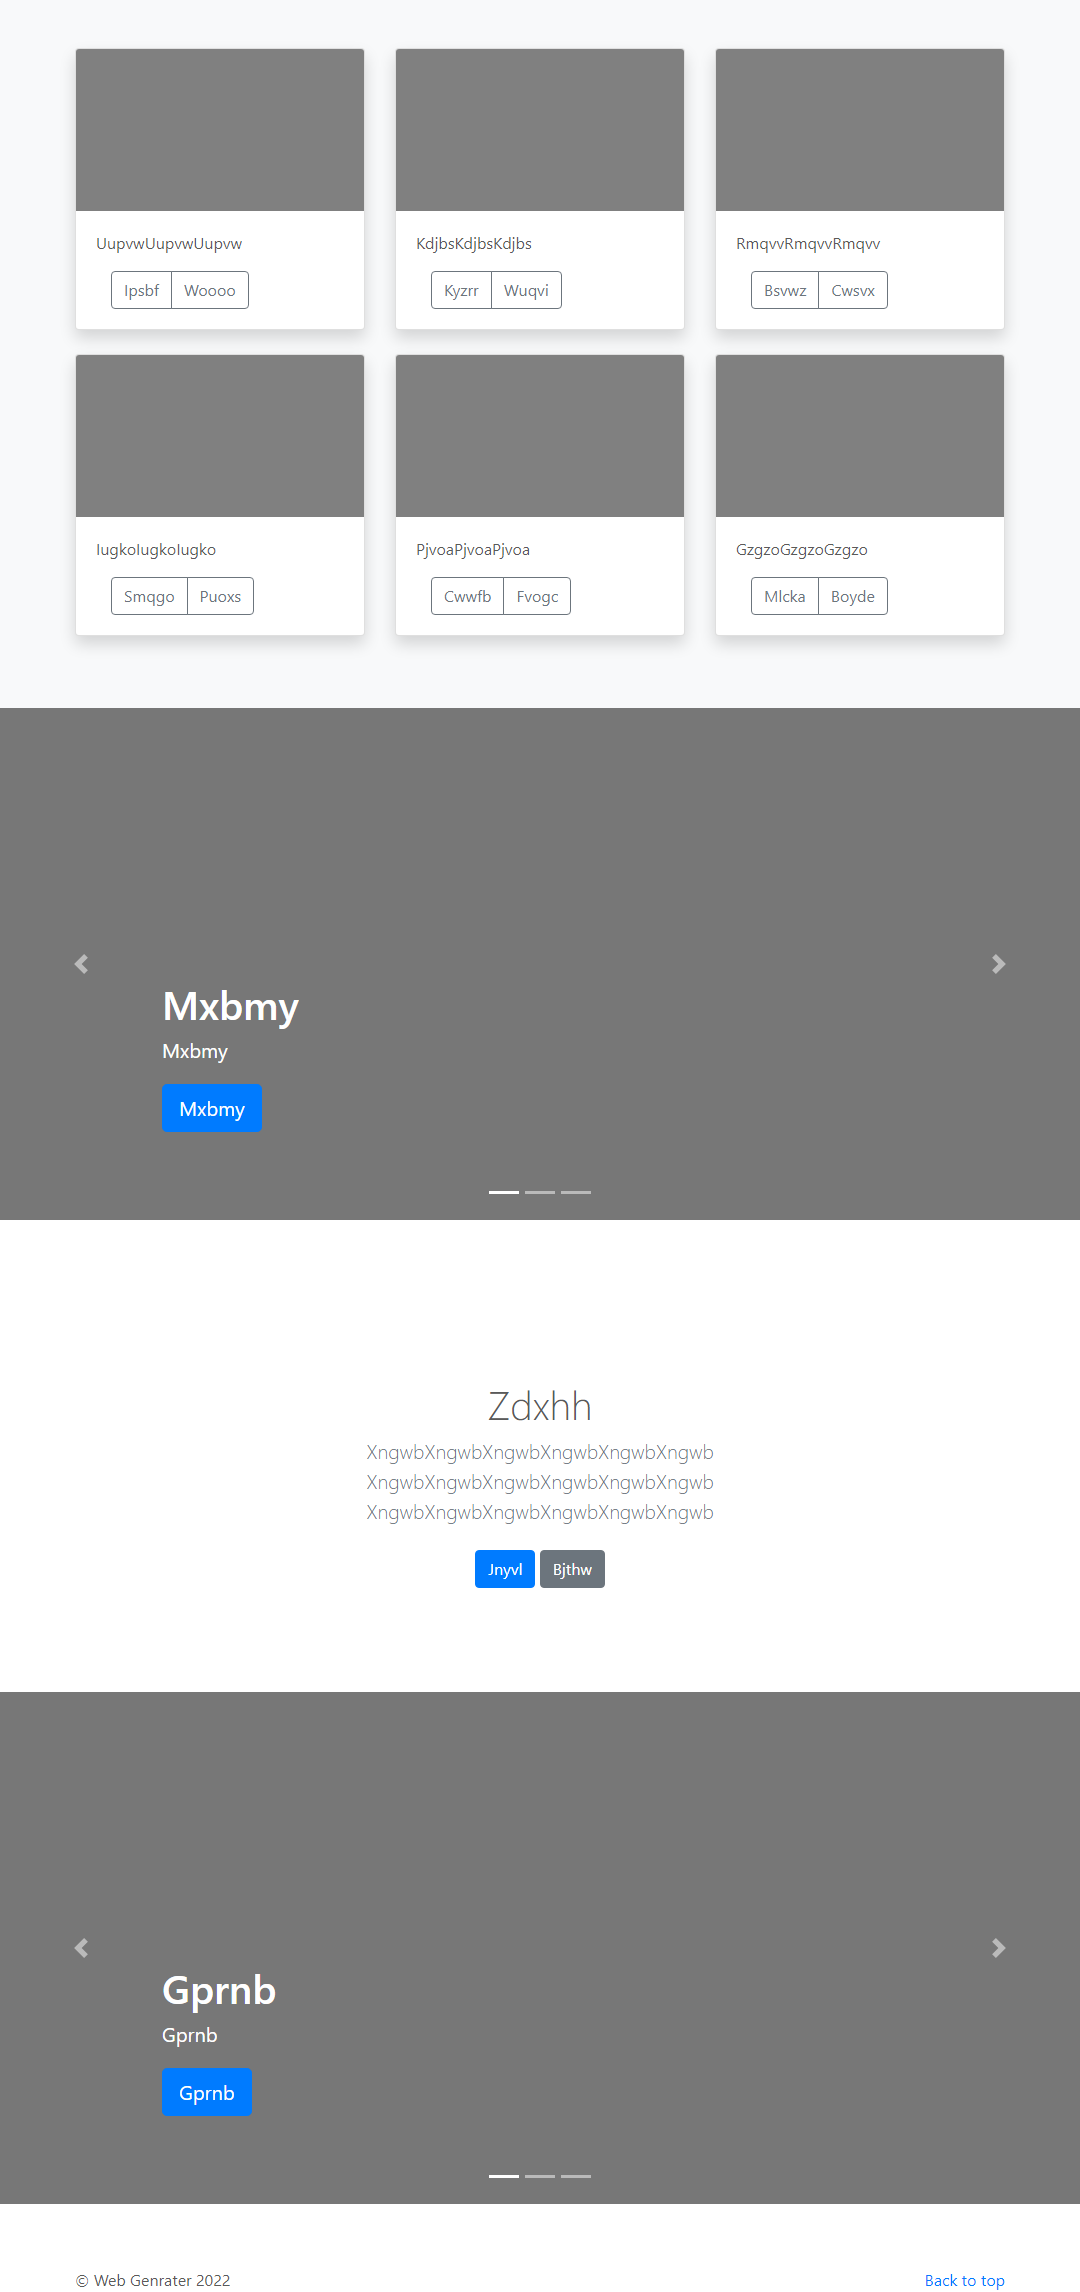 UupvwUupvwUupvw
Ipsbf Woooo
KdjbsKdjbsKdjbs
Kyzrr Wuqvi
RmqvvRmqvvRmqvv
Bsvwz Cwsvx
IugkoIugkoIugko
Smqgo Puoxs
PjvoaPjvoaPjvoa
Cwwfb Fvogc
GzgzoGzgzoGzgzo
Mlcka Boyde
Mxbmy
Mxbmy
Mxbmy
Zdxhh
XngwbXngwbXngwbXngwbXngwbXngwb
XngwbXngwbXngwbXngwbXngwbXngwb
XngwbXngwbXngwbXngwbXngwbXngwb
Jnyvl Bjthw
Gprnb
Gprnb
Gprnb
© Web Genrater 2022
Back to top